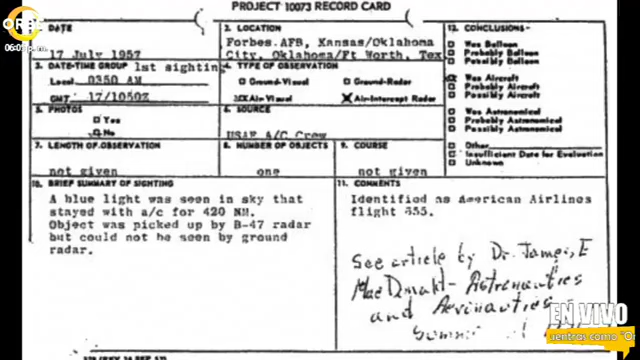 PROJECT 10073 RECORD CARD
ORBE
06:0
p.m.
1. DATE
17 July 1957
2. LOCATION
Forbes AFB, Kansas/Oklahoma
City, Oklahoma/Ft Worth, Tex
12. CONCLUSIONS
Was Balloon
Probably Balloon
Possibly Balloon
Was Aircraft
Probably Aircraft
Possibly Aircraft
Was Astronomical
Probably Astronomical
Possibly Astronomical
Other
Insufficient Data for Evaluation
Unknown
3. DATE-TIME GROUP 1st sighting
Local 0350 AM
GMT 17/1050Z
4. TYPE OF OBSERVATION
Ground-Visual
Ground-Radar
Air-Visual
Air-Intercept Radar
5. PHOTOS
Yes
No
6. SOURCE
USAF A/C Crew
7. LENGTH OF OBSERVATION
not given
8. NUMBER OF OBJECTS
one
9. COURSE
not given
10. BRIEF SUMMARY OF SIGHTING
A blue light was seen in sky that
stayed with a/c for 420 NM.
Object was picked up by B-47 radar
but could not be seen by ground
radar.
11. COMMENTS
Identified as American Airlines
flight 655.
See article by Dr. James E
MacDonald - Astronautics
and Aeronautics
EN VIVO